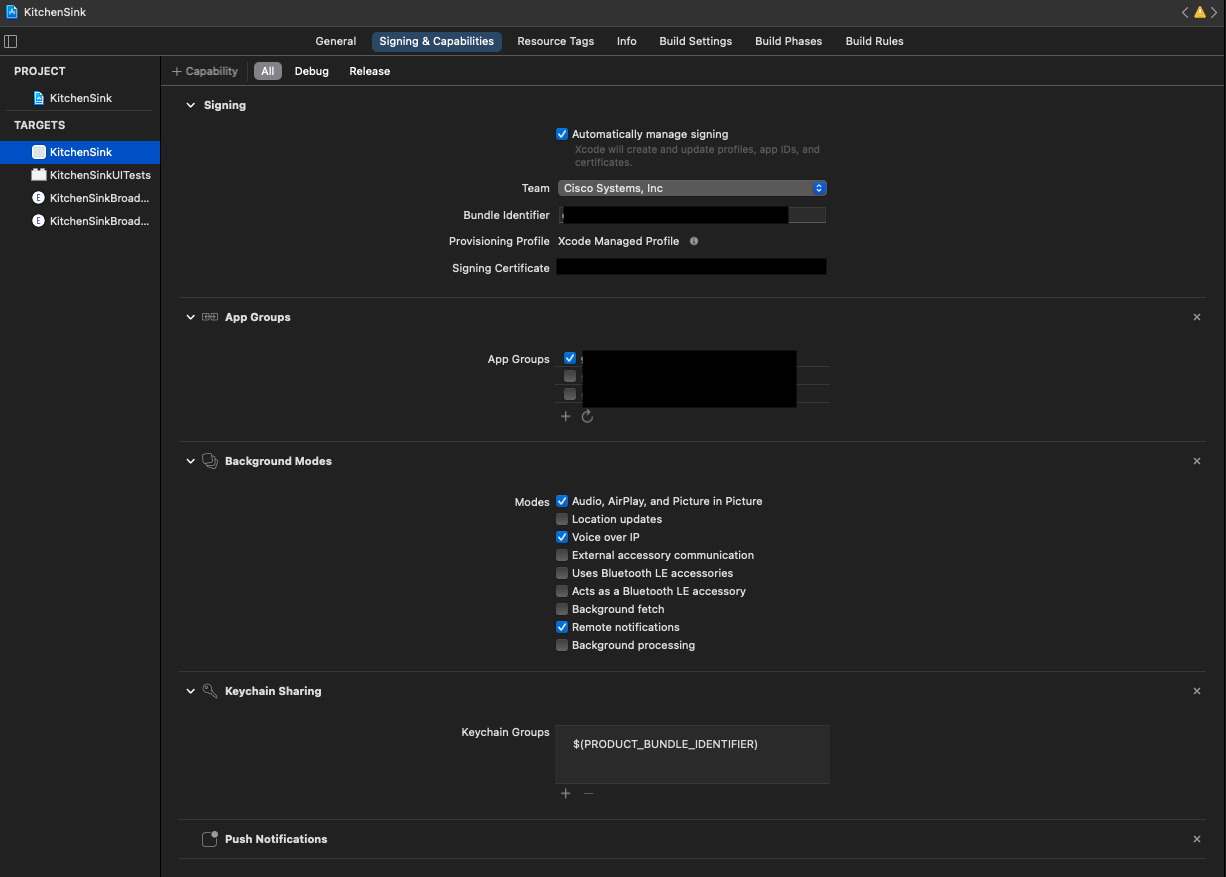 KitchenSink
General Signing & Capabilities Resource Tags Info Build Settings Build Phases Build Rules
PROJECT
KitchenSink
TARGETS
KitchenSink
KitchenSinkUITests
KitchenSinkBroad...
KitchenSinkBroad...
+ Capability All Debug Release
Signing
Automatically manage signing
Xcode will create and update profiles, app IDs, and
certificates.
Team Cisco Systems, Inc
Bundle Identifier
Provisioning Profile Xcode Managed Profile
Signing Certificate
App Groups
App Groups
Background Modes
Modes Audio, AirPlay, and Picture in Picture
Location updates
Voice over IP
External accessory communication
Uses Bluetooth LE accessories
Acts as a Bluetooth LE accessory
Background fetch
Remote notifications
Background processing
Keychain Sharing
Keychain Groups $(PRODUCT_BUNDLE_IDENTIFIER)
Push Notifications